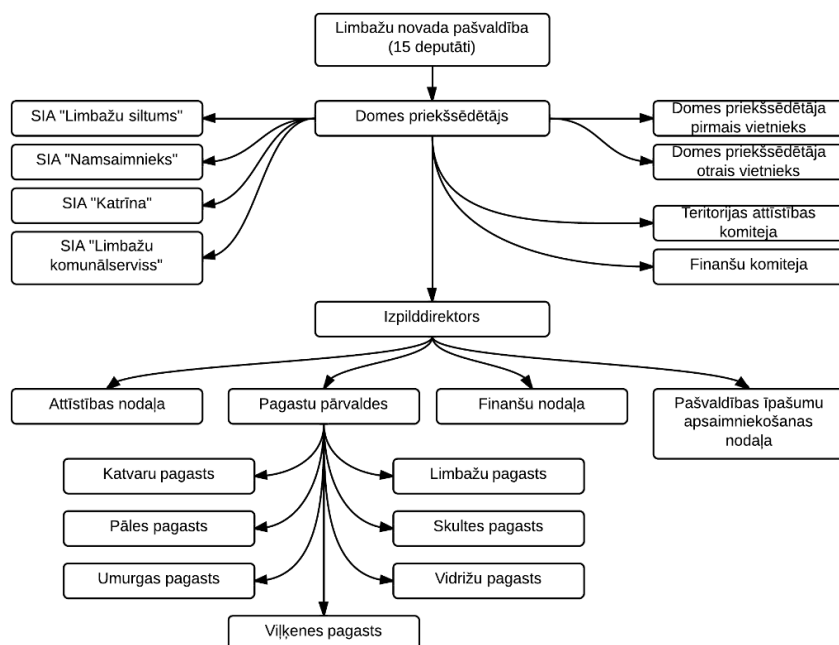 Limbažu novada pašvaldība
(15 deputāti)
SIA "Limbažu siltums"
Domes priekšsēdētājs
Domes priekšsēdētāja
pirmais vietnieks
SIA "Namsaimnieks"
Domes priekšsēdētāja
otrais vietnieks
SIA "Katrīna"
Teritorijas attīstības
komiteja
SIA "Limbažu
komunālserviss"
Finanšu komiteja
Izpilddirektors
Attīstības nodaļa
Pagastu pārvaldes
Finanšu nodaļa
Pašvaldības īpašumu
apsaimniekošanas
nodaļa
Katvaru pagasts
Limbažu pagasts
Pāles pagasts
Skultes pagasts
Umurgas pagasts
Vidrižu pagasts
Viļķenes pagasts